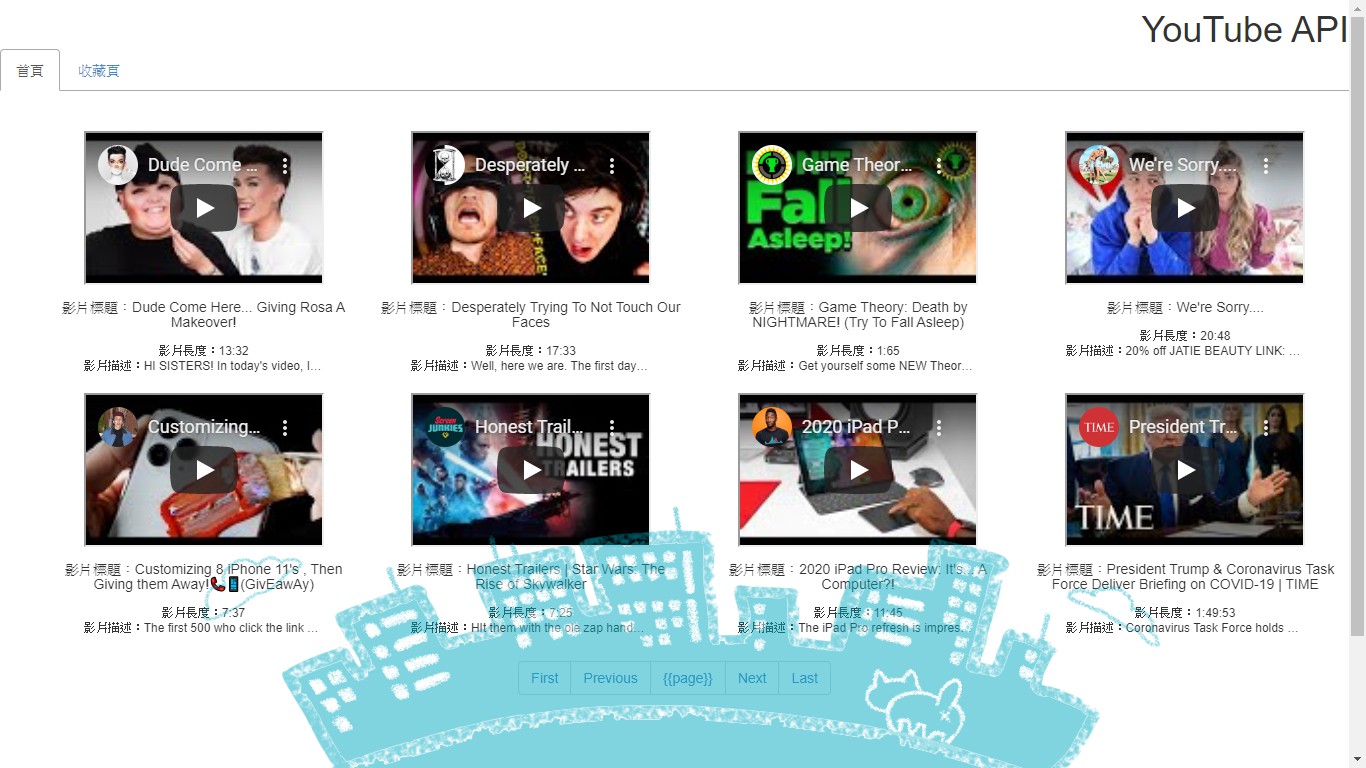 YouTube API
首頁 收藏頁
Dude Come ...
Desperately ...
Game Theor...
We're Sorry....
Fall
Asleep!
影片標題：Dude Come Here... Giving Rosa A
Makeover!
影片長度：13:32
影片描述：HI SISTERS! In today's video, I…
影片標題：Desperately Trying To Not Touch Our
Faces
影片長度：17:33
影片描述：Well, here we are. The first day…
影片標題：Game Theory: Death by
NIGHTMARE! (Try To Fall Asleep)
影片長度：1:65
影片描述：Get yourself some NEW Theor…
影片標題：We're Sorry....
影片長度：20:48
影片描述：20% off JATIE BEAUTY LINK: …
Customizing...
Honest Trail...
2020 iPad P...
President Tr...
SCREEN
JUNKIES
HONEST
TRAILERS
TIME
TIME
影片標題：Customizing 8 iPhone 11's , Then
Giving them Away!📞📱(GivEawAy)
影片長度：7:37
影片描述：The first 500 who click the link …
影片標題：Honest Trailers | Star Wars: The
Rise of Skywalker
影片長度：7:25
影片描述：HIt them with the ole zap hand…
影片標題：2020 iPad Pro Review: It's... A
Computer?!
影片長度：11:45
影片描述：The iPad Pro refresh is impres…
影片標題：President Trump & Coronavirus Task
Force Deliver Briefing on COVID-19 | TIME
影片長度：1:49:53
影片描述：Coronavirus Task Force holds …
First Previous {{page}} Next Last